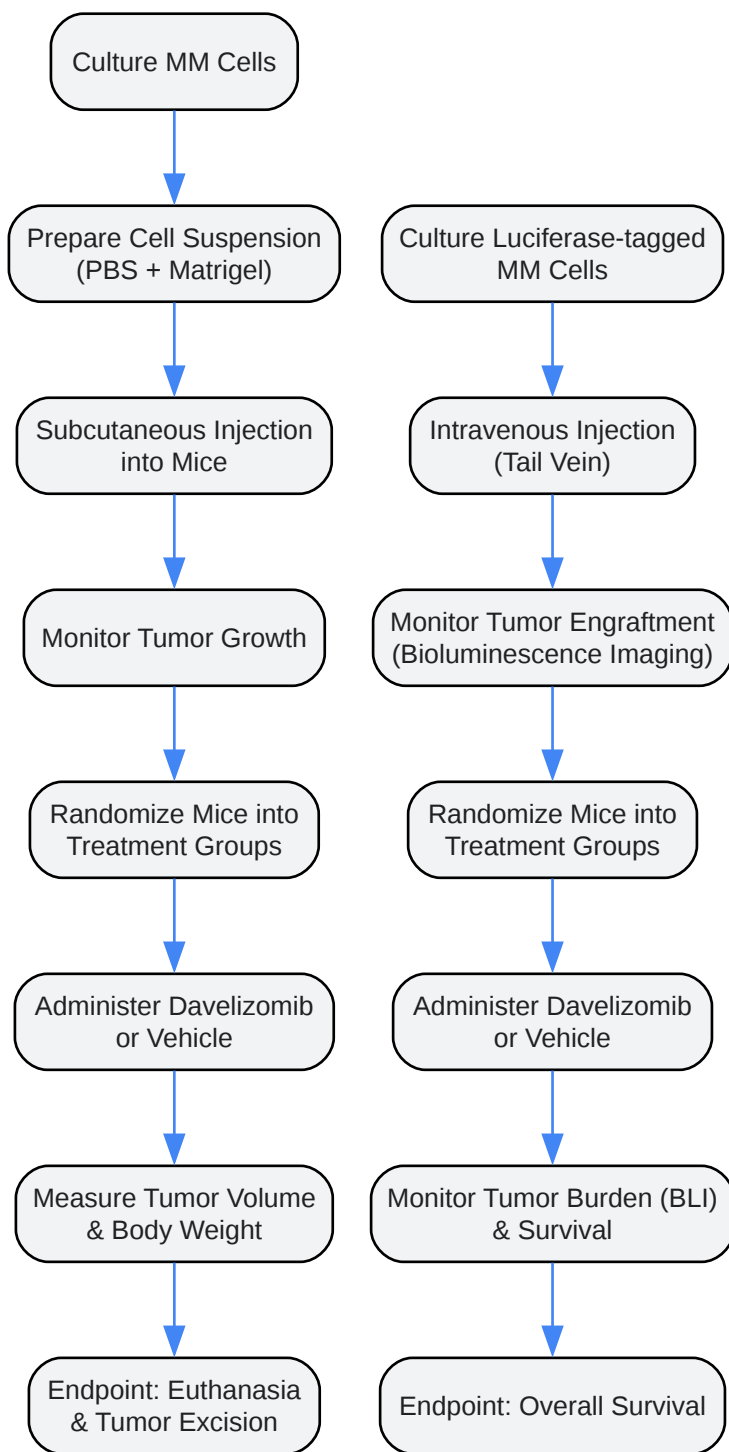 Culture MM Cells
Prepare Cell Suspension
(PBS + Matrigel)
Subcutaneous Injection
into Mice
Monitor Tumor Growth
Randomize Mice into
Treatment Groups
Administer Davelizomib
or Vehicle
Measure Tumor Volume
& Body Weight
Endpoint: Euthanasia
& Tumor Excision
Culture Luciferase-tagged
MM Cells
Intravenous Injection
(Tail Vein)
Monitor Tumor Engraftment
(Bioluminescence Imaging)
Randomize Mice into
Treatment Groups
Administer Davelizomib
or Vehicle
Monitor Tumor Burden (BLI)
& Survival
Endpoint: Overall Survival